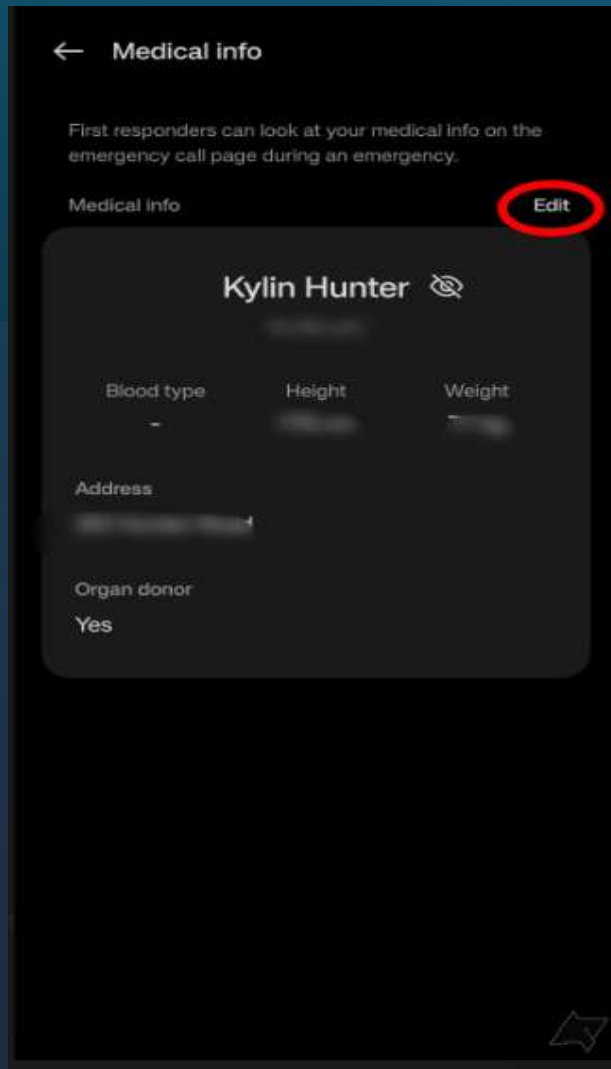 Medical info
First responders can look at your medical info on the
emergency call page during an emergency.
Medical info Edit
Kylin Hunter
Blood type Height Weight
-
Address
Organ donor
Yes